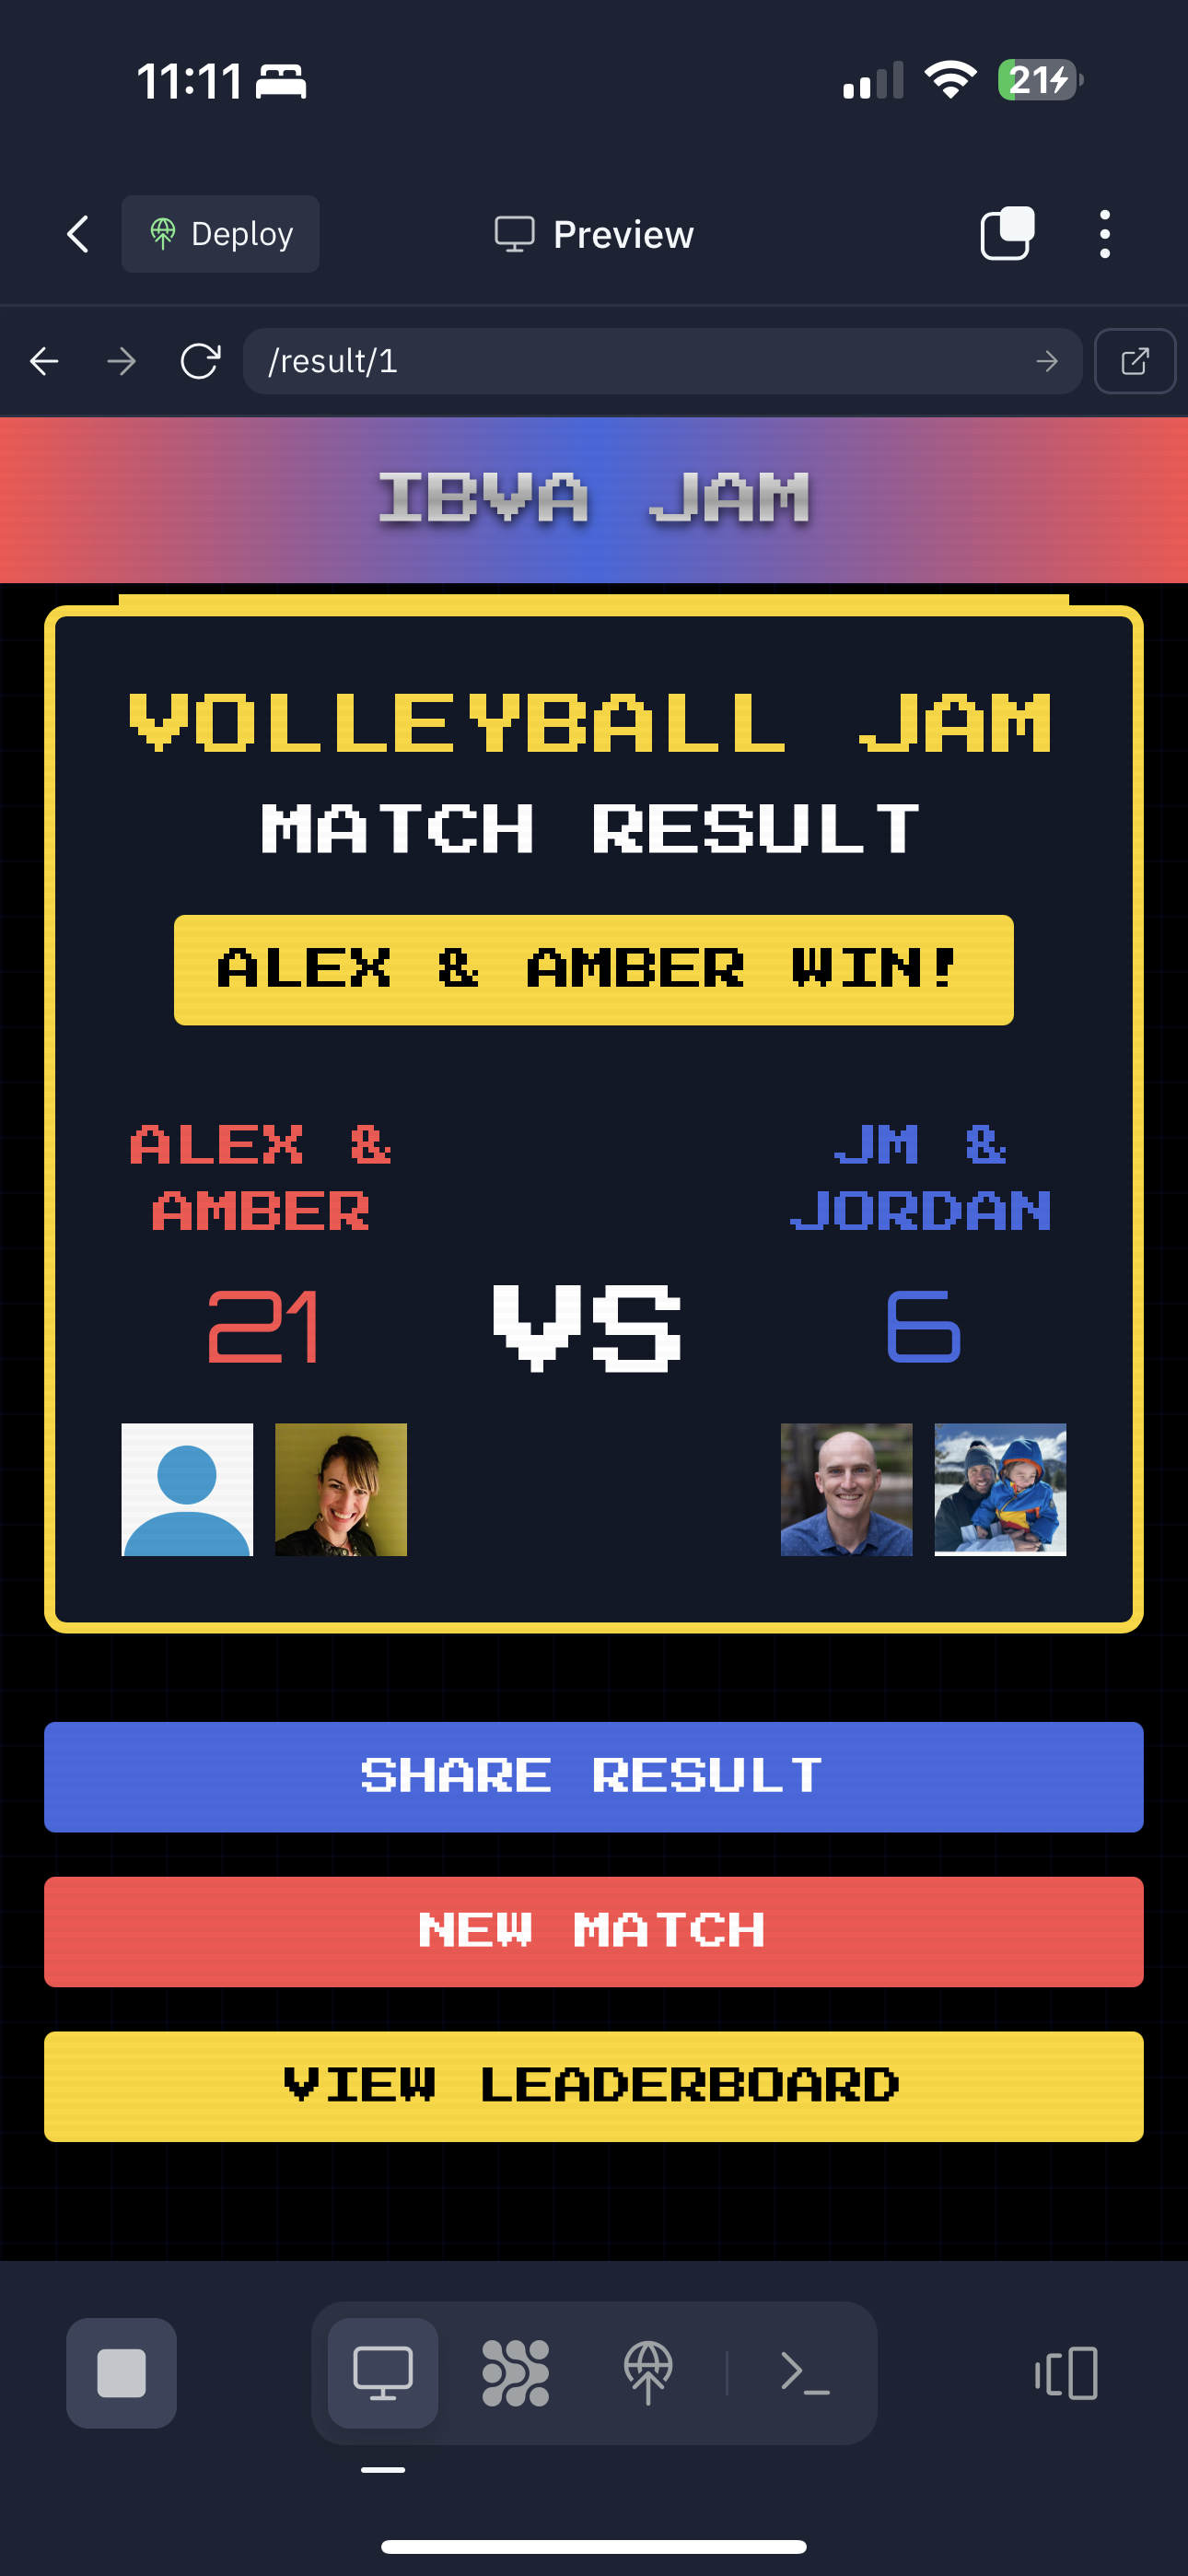 11:11
21
Deploy
Preview
/result/1
IBVA JAM
VOLLEYBALL JAM
MATCH RESULT
ALEX & AMBER WIN!
ALEX &
AMBER
JM &
JORDAN
21
VS
6
SHARE RESULT
NEW MATCH
VIEW LEADERBOARD